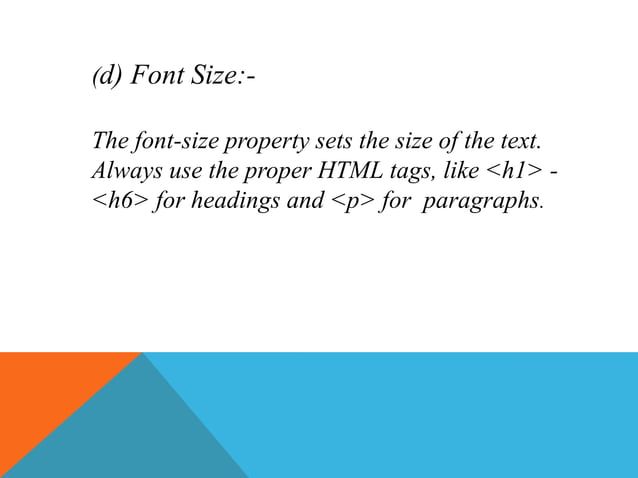 (d) Font Size:-
The font-size property sets the size of the text.
Always use the proper HTML tags, like <h1> -
<h6> for headings and <p> for  paragraphs.